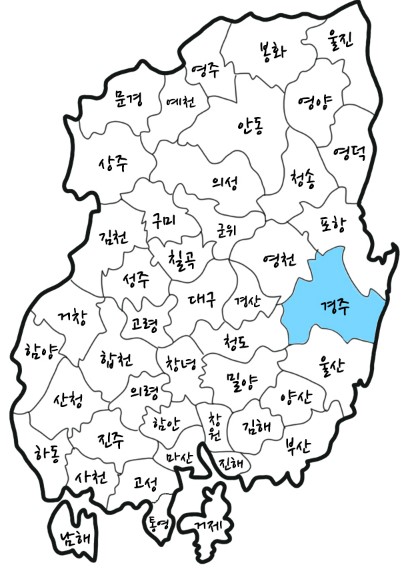 울진
봉화
영주
문경
예천
영양
안동
영덕
상주
청송
의성
포항
구미
군위
김천
영천
칠곡
성주
대구
경산
경주
거창
고령
청도
함양
합천
창녕
울산
밀양
의령
산청
양산
함안
창
원
김해
진주
하동
부산
마산
진해
사천
고성
통영
거제
남해